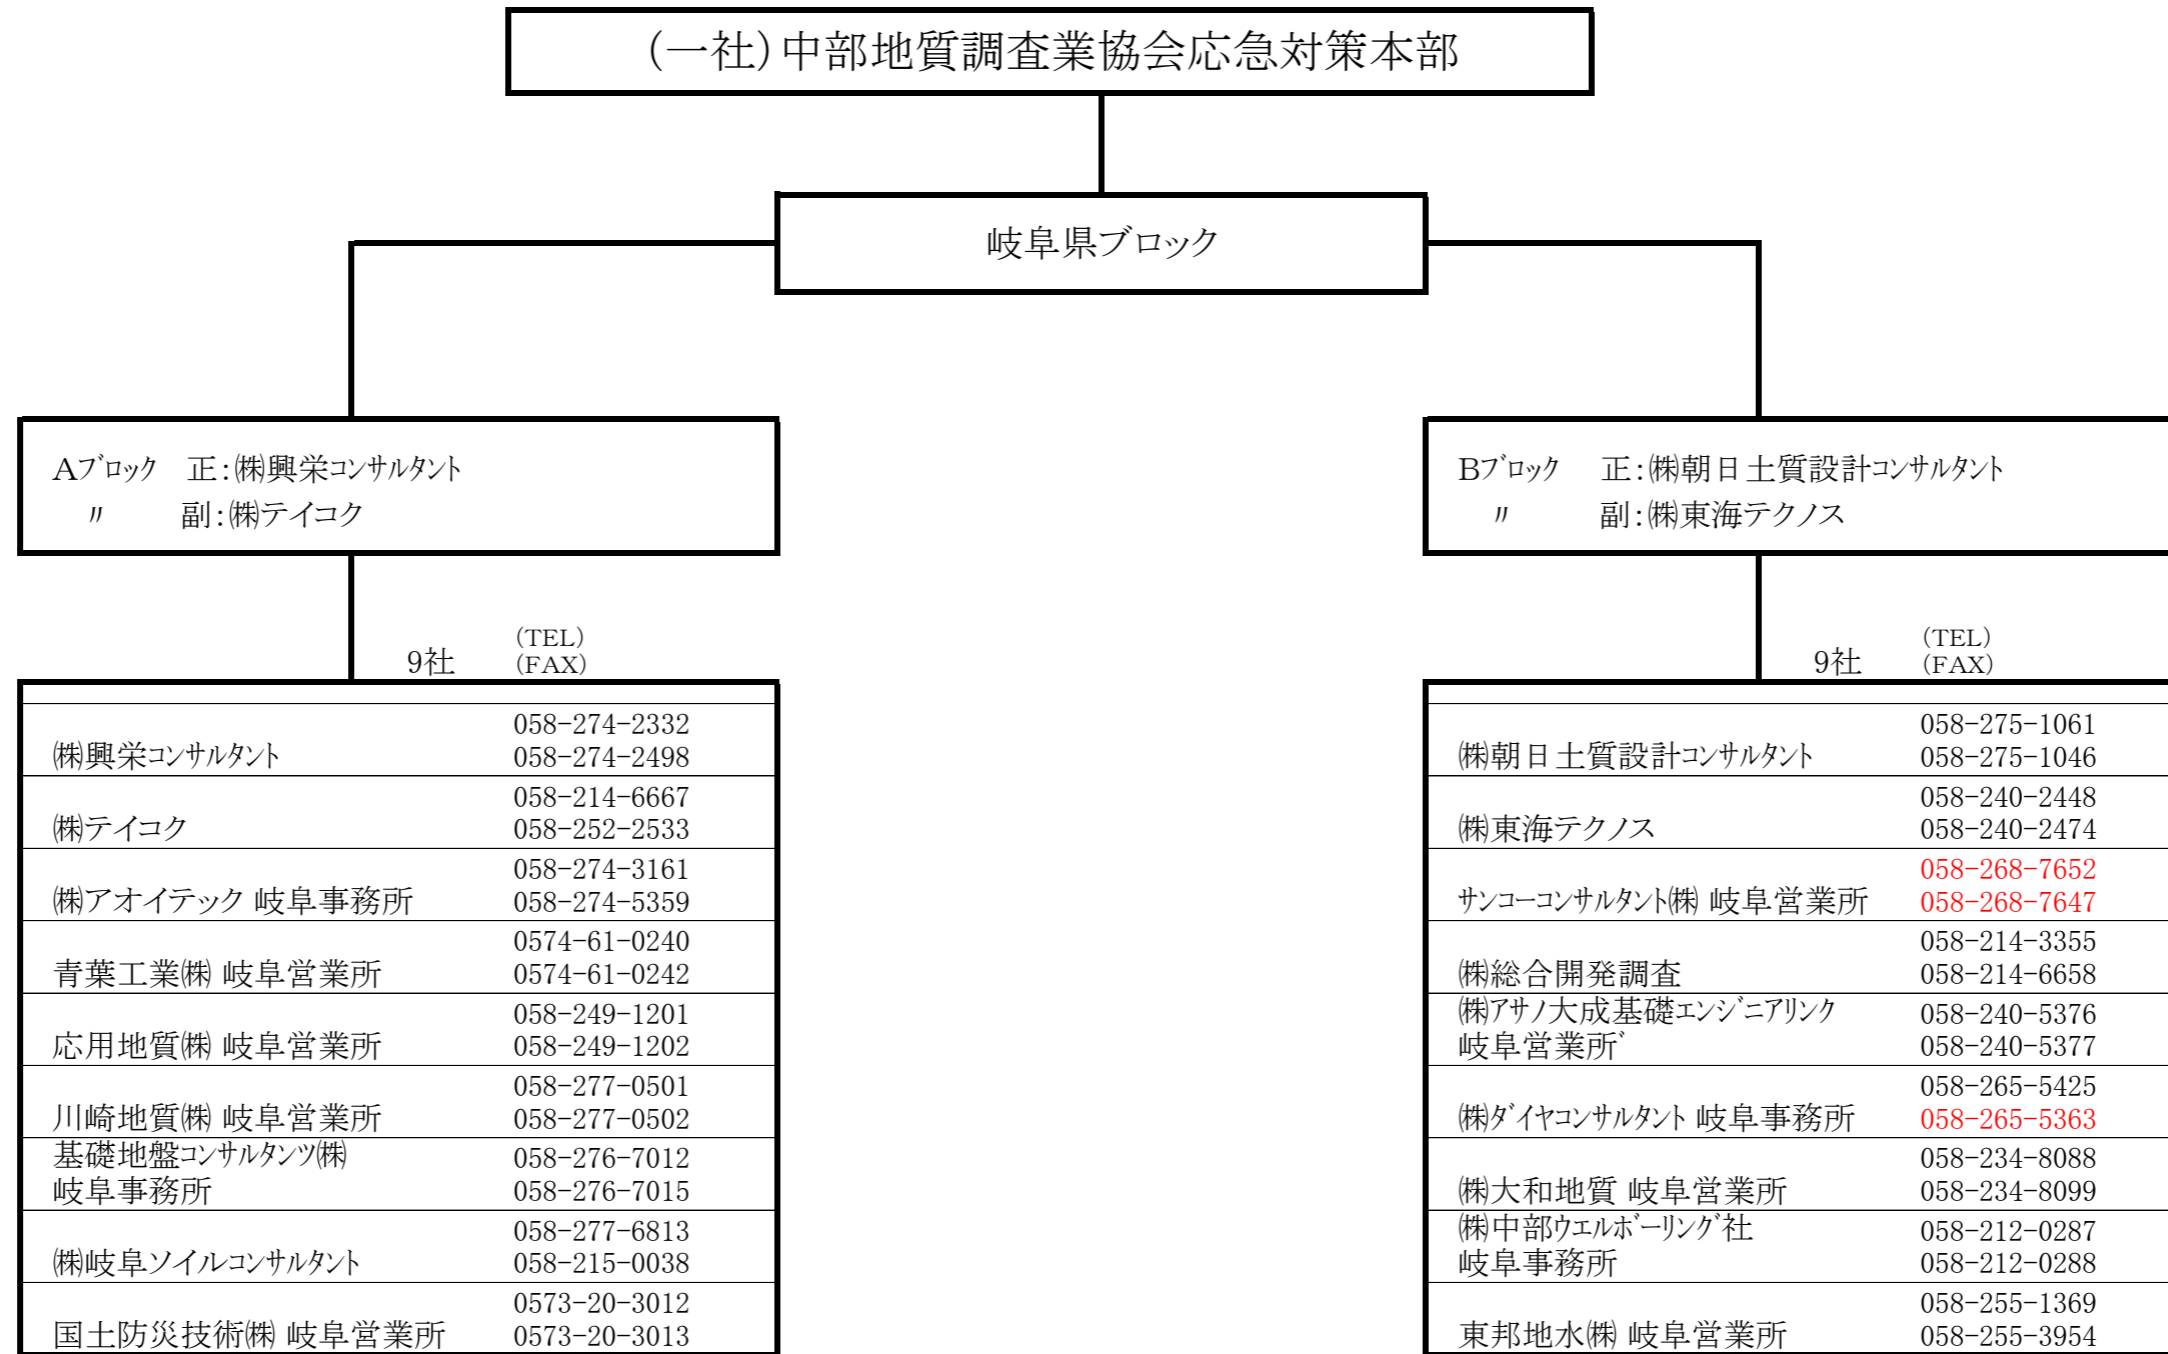 (一社)中部地質調査業協会応急対策本部
岐阜県ブロック
Aﾌﾞﾛｯｸ 正:㈱興栄ｺﾝｻﾙﾀﾝﾄ
〃 副:㈱テイコク
9社
(TEL)
(FAX)
058-274-2332
㈱興栄ｺﾝｻﾙﾀﾝﾄ 058-274-2498
058-214-6667
㈱テイコク 058-252-2533
058-274-3161
㈱アオイテック 岐阜事務所 058-274-5359
0574-61-0240
青葉工業㈱ 岐阜営業所 0574-61-0242
058-249-1201
応用地質㈱ 岐阜営業所 058-249-1202
058-277-0501
川崎地質㈱ 岐阜営業所 058-277-0502
基礎地盤ｺﾝｻﾙﾀﾝﾂ㈱ 058-276-7012
岐阜事務所 058-276-7015
058-277-6813
㈱岐阜ソイルｺﾝｻﾙﾀﾝﾄ 058-215-0038
0573-20-3012
国土防災技術㈱ 岐阜営業所 0573-20-3013
Bﾌﾞﾛｯｸ 正:㈱朝日土質設計ｺﾝｻﾙﾀﾝﾄ
〃 副:㈱東海テクノス
9社
(TEL)
(FAX)
058-275-1061
㈱朝日土質設計ｺﾝｻﾙﾀﾝﾄ 058-275-1046
058-240-2448
㈱東海テクノス 058-240-2474
058-268-7652
ｻﾝｺｰｺﾝｻﾙﾀﾝﾄ㈱ 岐阜営業所 058-268-7647
058-214-3355
㈱総合開発調査 058-214-6658
㈱ｱｻﾉ大成基礎ｴﾝｼﾞﾆｱﾘﾝｸ 058-240-5376
岐阜営業所ﾞ 058-240-5377
058-265-5425
㈱ﾀﾞｲﾔｺﾝｻﾙﾀﾝﾄ 岐阜事務所 058-265-5363
058-234-8088
㈱大和地質 岐阜営業所 058-234-8099
㈱中部ｳｴﾙﾎﾞｰﾘﾝｸﾞ社 058-212-0287
岐阜事務所 058-212-0288
058-255-1369
東邦地水㈱ 岐阜営業所 058-255-3954